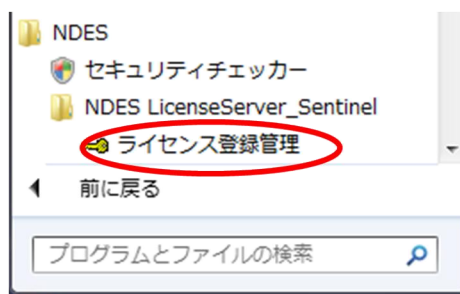 NDES
セキュリティチェッカー
NDES LicenseServer_Sentinel
ライセンス登録管理
前に戻る
プログラムとファイルの検索